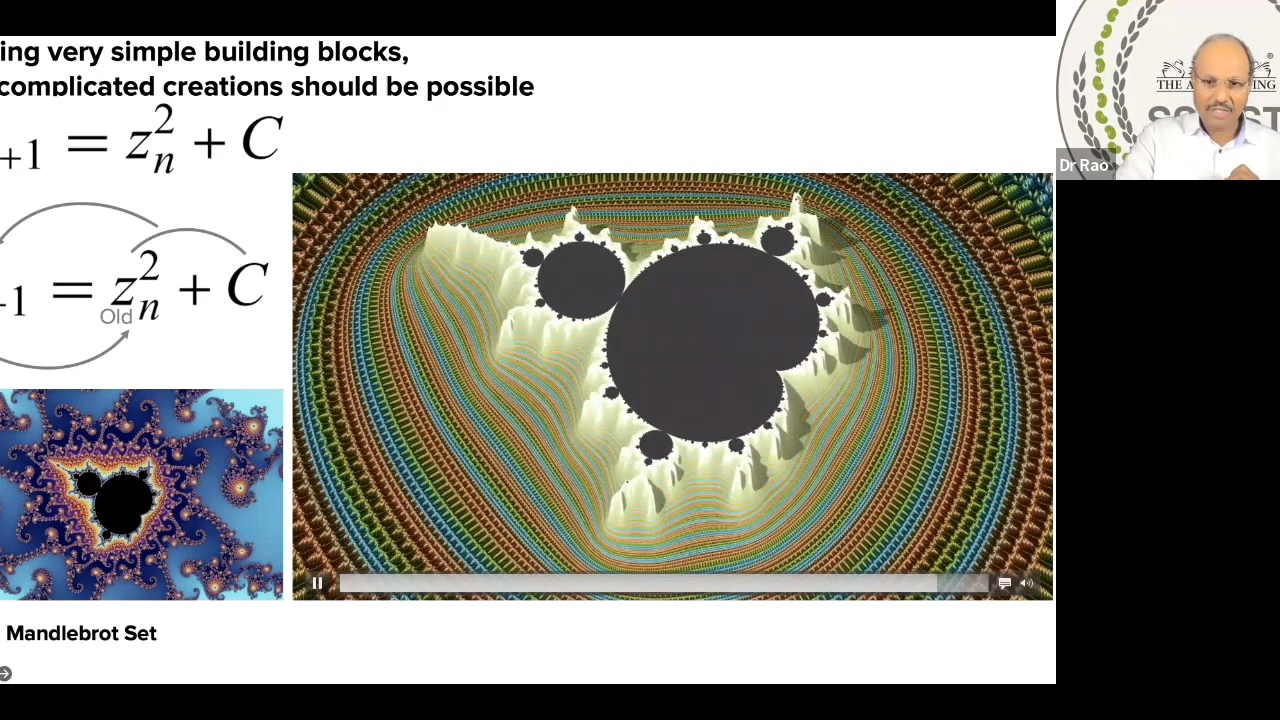 ing very simple building blocks,
complicated creations should be possible
+1 = z_n^2 + C
-1 = z_n^2 + C
Old
Mandlebrot Set
THE A ING
Dr Rao